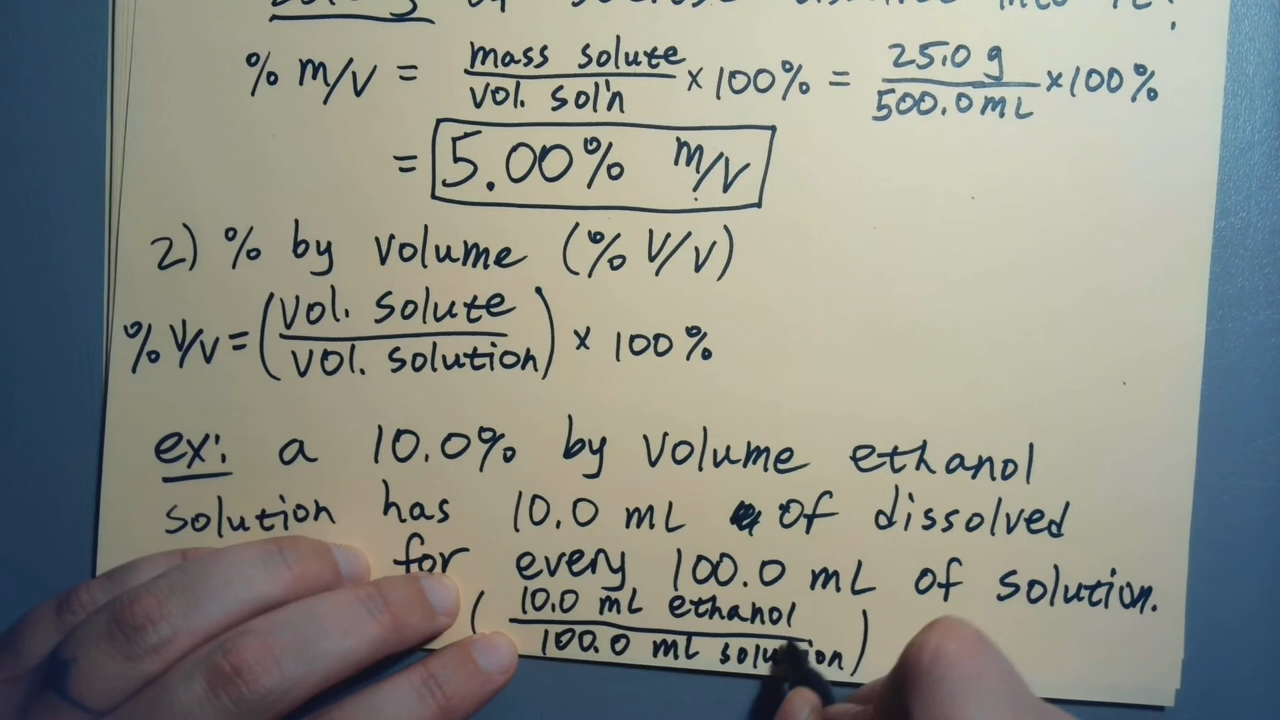 % m/v = mass solute / vol. sol'n × 100% = 25.0 g / 500.0 mL × 100%
= 5.00% m/v
2) % by volume (% V/V)
% V/V = (vol. solute / vol. solution) × 100%
ex: a 10.0% by volume ethanol
solution has 10.0 mL of dissolved
for every 100.0 mL of solution.
(10.0 mL ethanol / 100.0 mL solution)